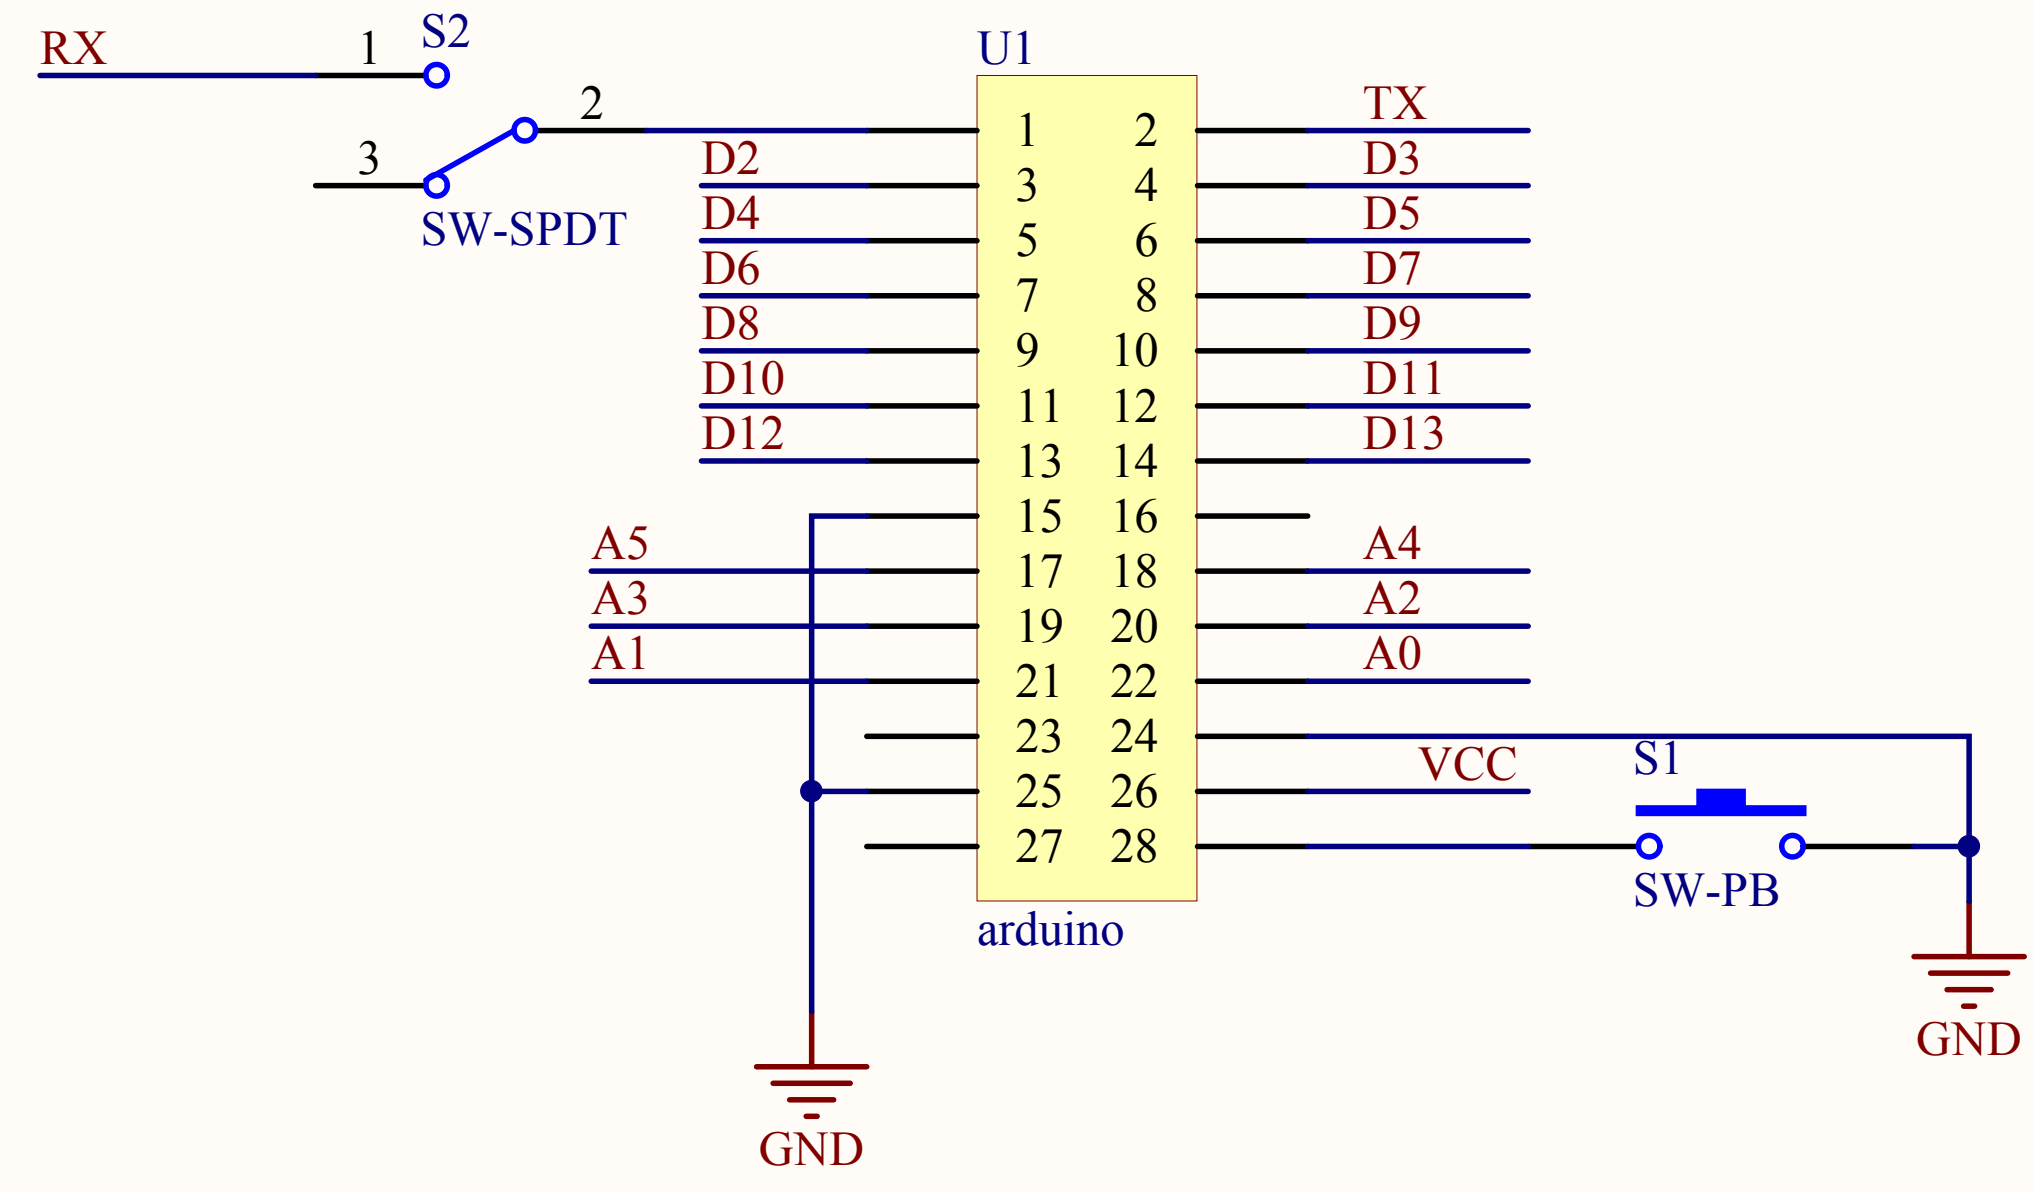 RX 1 S2
2
3
SW-SPDT
U1
1 2 TX
D2 3 4 D3
D4 5 6 D5
D6 7 8 D7
D8 9 10 D9
D10 11 12 D11
D12 13 14 D13
15 16
A5 17 18 A4
A3 19 20 A2
A1 21 22 A0
23 24
25 26 VCC
27 28
arduino
S1
SW-PB
GND
GND